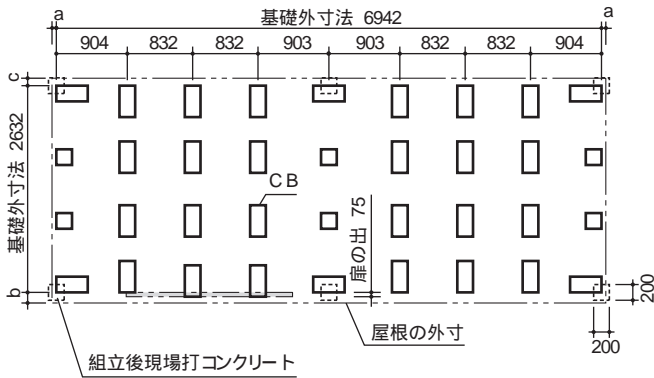 基礎外寸法 6942
a
a
904
832
832
903
903
832
832
904
c
基礎外寸法 2632
b
CB
扉の出 75
屋根の外寸
組立後現場打コンクリート
200
200